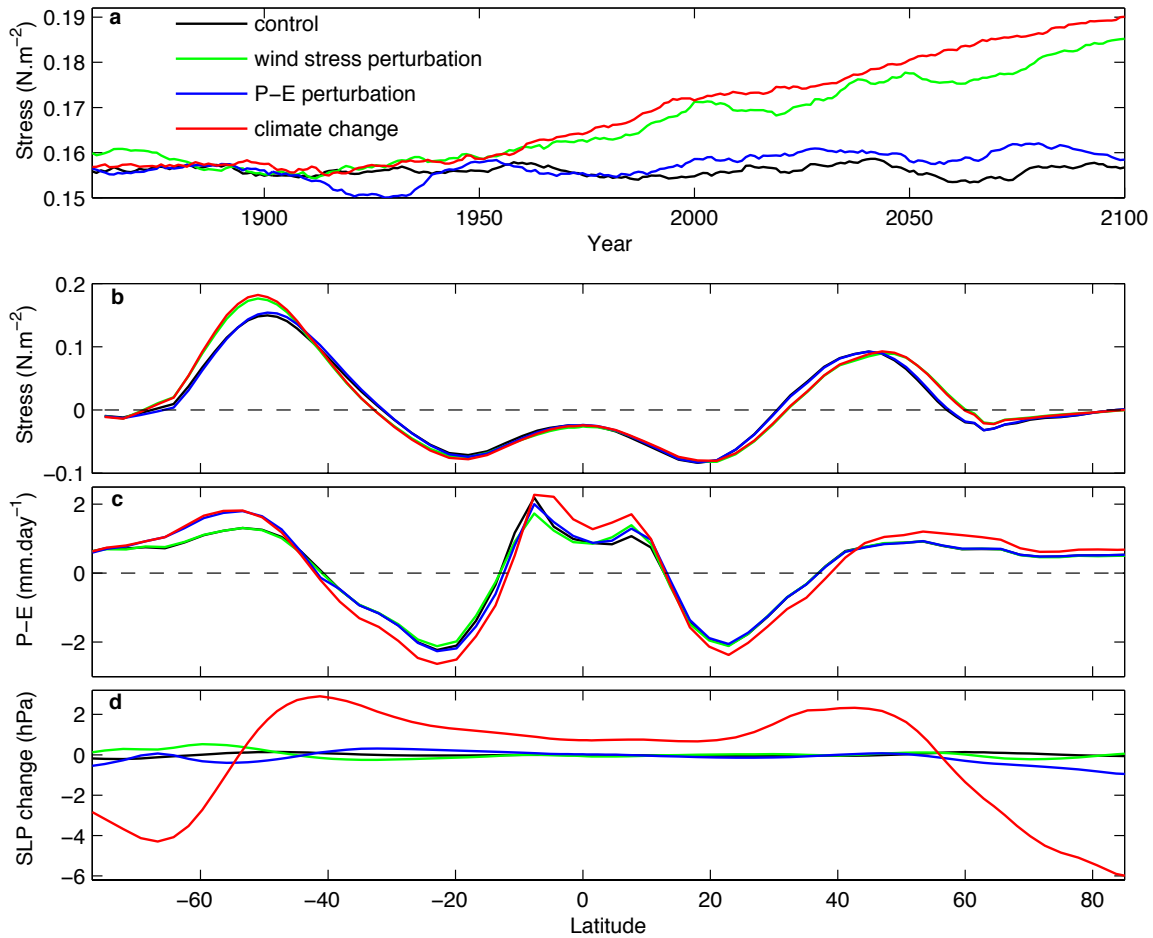 a
control
wind stress perturbation
P−E perturbation
climate change
Stress (N.m−2)
0.19
0.18
0.17
0.16
0.15
1900
1950
2000
2050
2100
Year
b
Stress (N.m−2)
0.2
0.1
0
−0.1
c
P−E (mm.day−1)
2
0
−2
d
SLP change (hPa)
2
0
−2
−4
−6
−60
−40
−20
0
20
40
60
80
Latitude